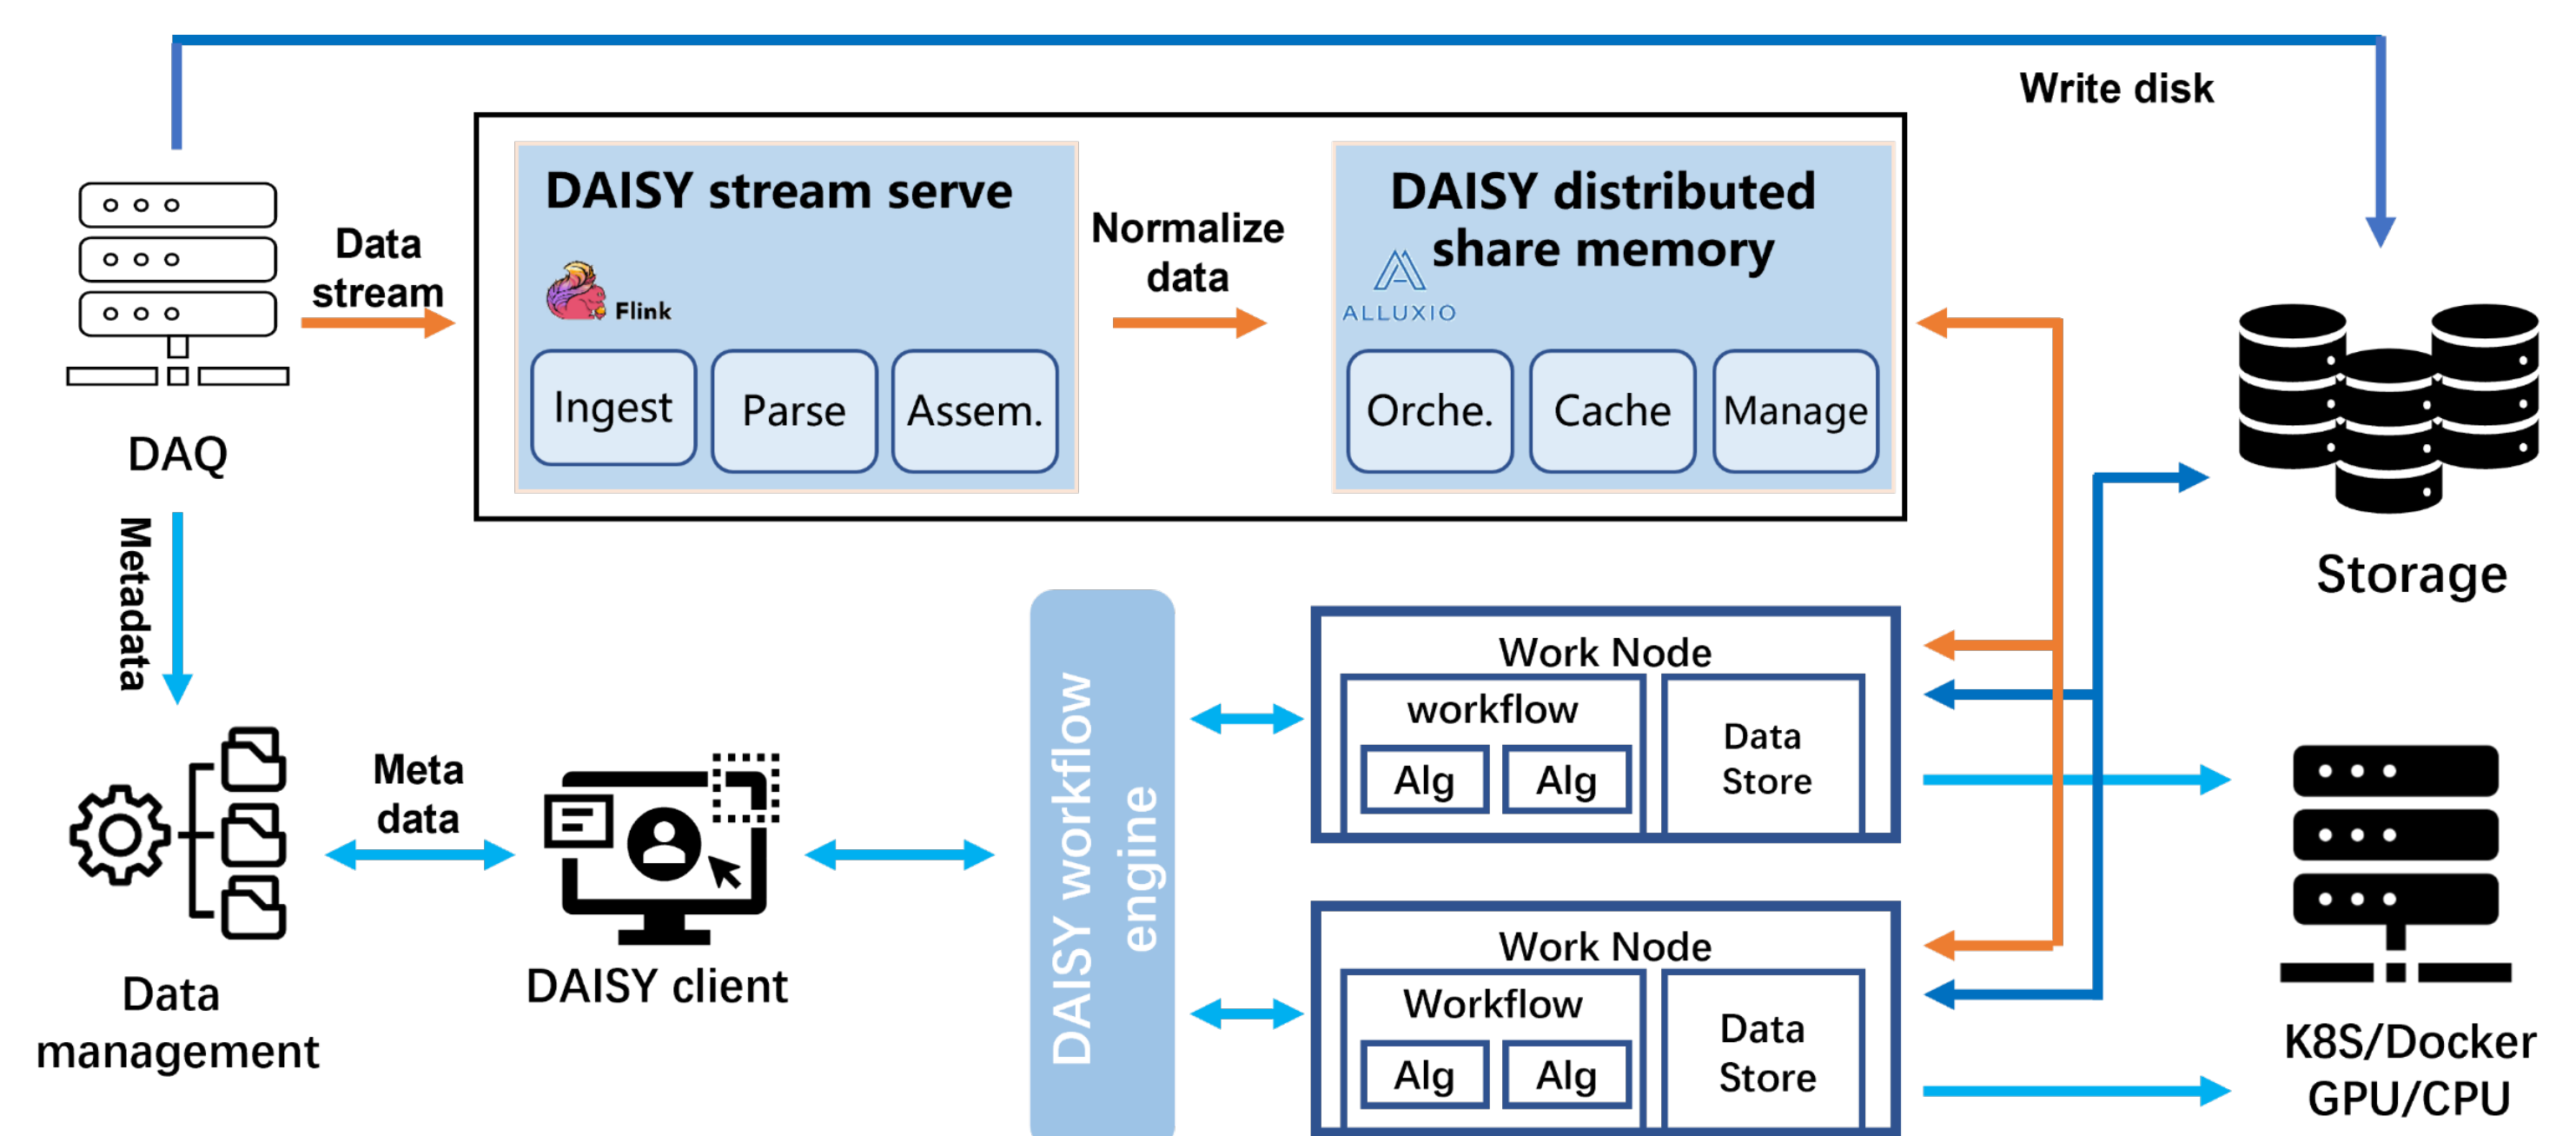 Write disk
DAISY stream serve
Flink
Ingest
Parse
Assem.
Normalize
data
DAISY distributed
share memory
ALLUXIO
Orche.
Cache
Manage
Data
stream
DAQ
Metadata
Storage
Data
management
Meta
data
DAISY client
DAISY workflow
engine
Work Node
workflow
Alg
Alg
Data
Store
Work Node
Workflow
Alg
Alg
Data
Store
K8S/Docker
GPU/CPU